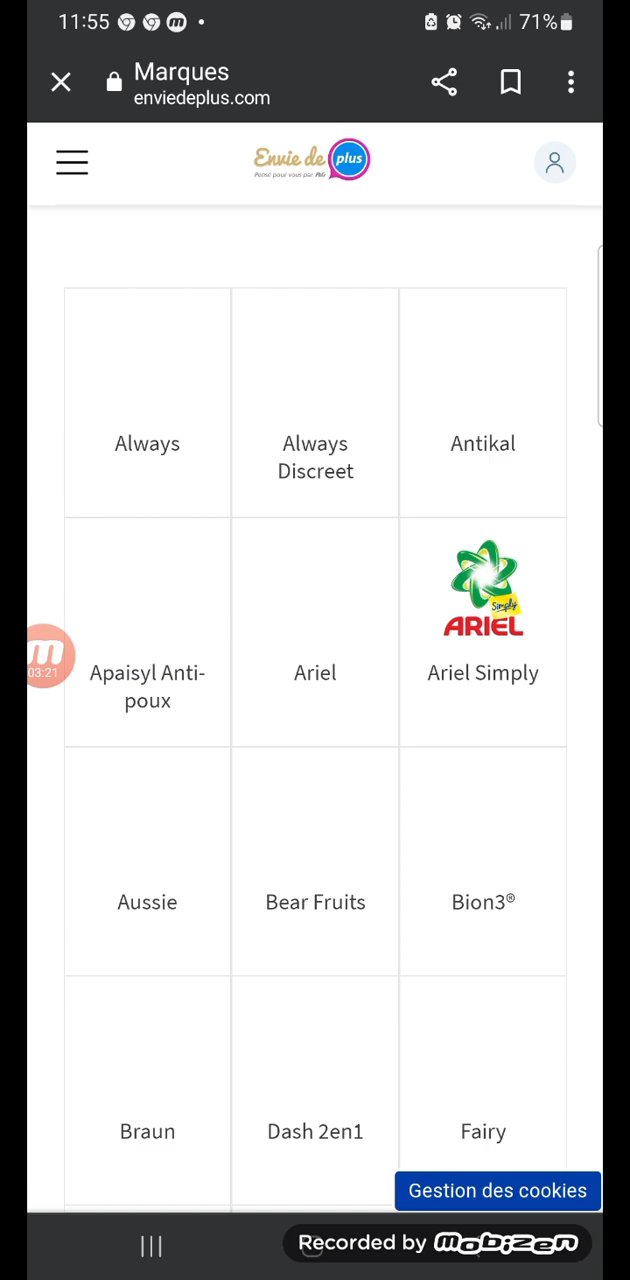 11:55
71%
Marques
enviedeplus.com
Envie de plus
Pensé pour vous par P&G
Always
Always
Discreet
Antikal
Simply
ARIEL
03:21
Apaisyl Anti-
poux
Ariel
Ariel Simply
Aussie
Bear Fruits
Bion3®
Braun
Dash 2en1
Fairy
Gestion des cookies
Recorded by mobizen